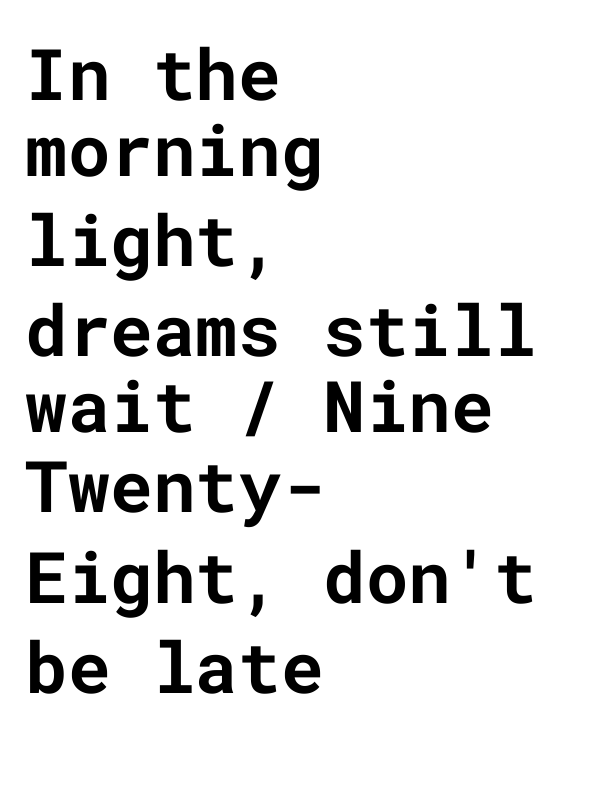 In the
morning
light,
dreams still
wait / Nine
Twenty-
Eight, don't
be late